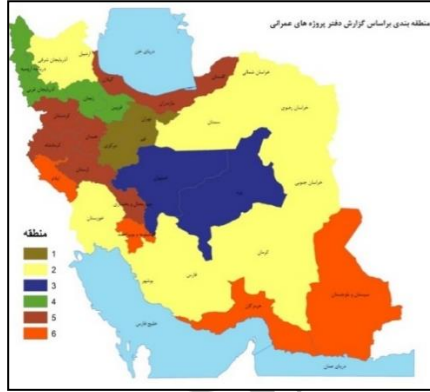 منطقه بندی براساس گزارش دفتر پروژه های عمرانی
دریای خزر
اردبیل
آذربایجان شرقی
آذربایجان غربی
گیلان
گلستان
خراسان شمالی
زنجان
قزوین
مازندران
تهران
سمنان
خراسان رضوی
کردستان
همدان
مرکزی
قم
کرمانشاه
لرستان
ایلام
اصفهان
یزد
خراسان جنوبی
خوزستان
منطقه
1
2
3
4
5
6
فارس
کرمان
بوشهر
هرمزگان
سیستان و بلوچستان
خلیج فارس
دریای عمان